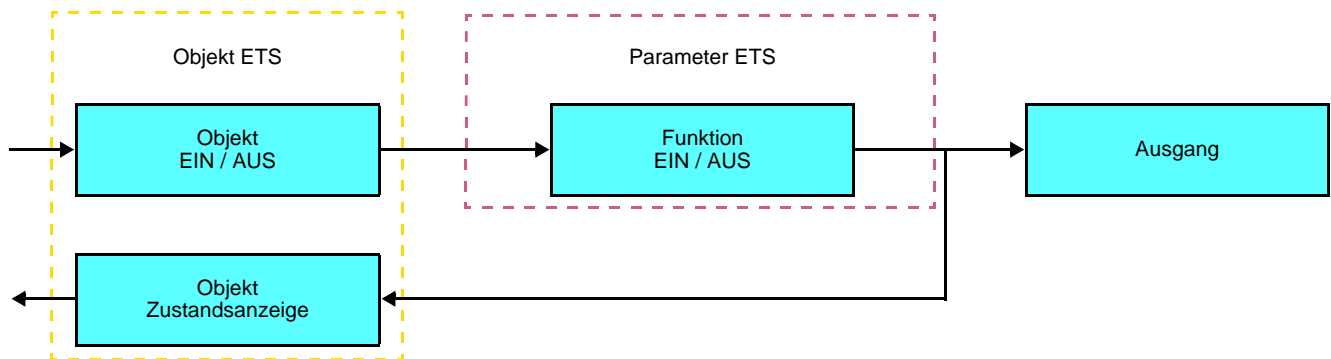 Objekt ETS
Parameter ETS
Objekt
EIN / AUS
Funktion
EIN / AUS
Ausgang
Objekt
Zustandsanzeige